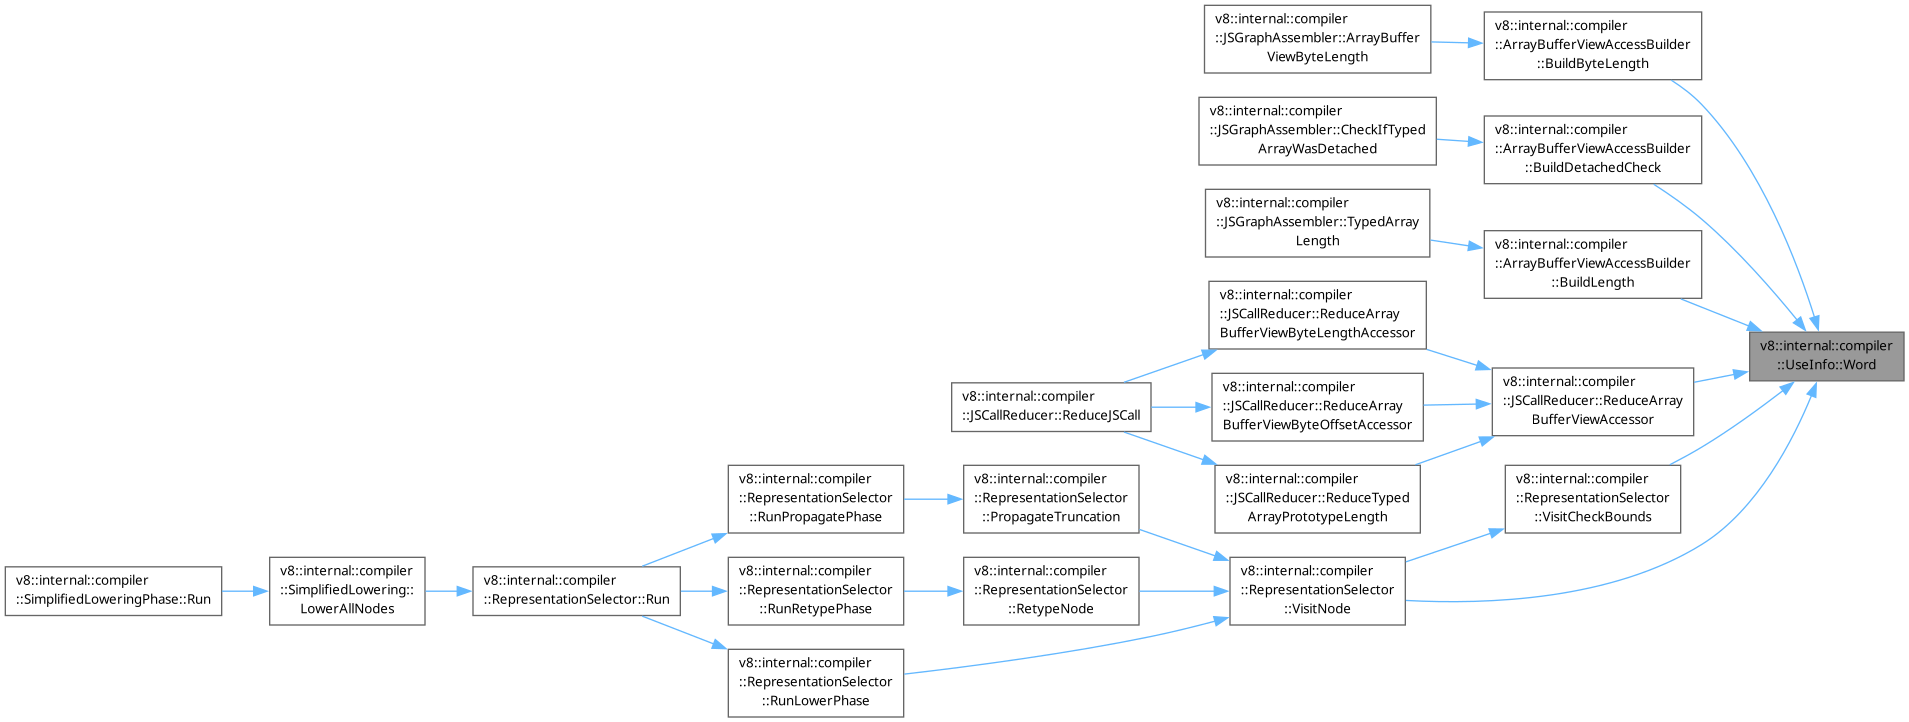 v8::internal::compiler
::JSGraphAssembler::ArrayBuffer
ViewByteLength
v8::internal::compiler
::ArrayBufferViewAccessBuilder
::BuildByteLength
v8::internal::compiler
::JSGraphAssembler::CheckIfTyped
ArrayWasDetached
v8::internal::compiler
::ArrayBufferViewAccessBuilder
::BuildDetachedCheck
v8::internal::compiler
::JSGraphAssembler::TypedArray
Length
v8::internal::compiler
::ArrayBufferViewAccessBuilder
::BuildLength
v8::internal::compiler
::JSCallReducer::ReduceArray
BufferViewByteLengthAccessor
v8::internal::compiler
::UseInfo::Word
v8::internal::compiler
::JSCallReducer::ReduceJSCall
v8::internal::compiler
::JSCallReducer::ReduceArray
BufferViewByteOffsetAccessor
v8::internal::compiler
::JSCallReducer::ReduceArray
BufferViewAccessor
v8::internal::compiler
::RepresentationSelector
::RunPropagatePhase
v8::internal::compiler
::RepresentationSelector
::PropagateTruncation
v8::internal::compiler
::JSCallReducer::ReduceTyped
ArrayPrototypeLength
v8::internal::compiler
::RepresentationSelector
::VisitCheckBounds
v8::internal::compiler
::SimplifiedLoweringPhase::Run
v8::internal::compiler
::SimplifiedLowering::
LowerAllNodes
v8::internal::compiler
::RepresentationSelector::Run
v8::internal::compiler
::RepresentationSelector
::RunRetypePhase
v8::internal::compiler
::RepresentationSelector
::RetypeNode
v8::internal::compiler
::RepresentationSelector
::VisitNode
v8::internal::compiler
::RepresentationSelector
::RunLowerPhase